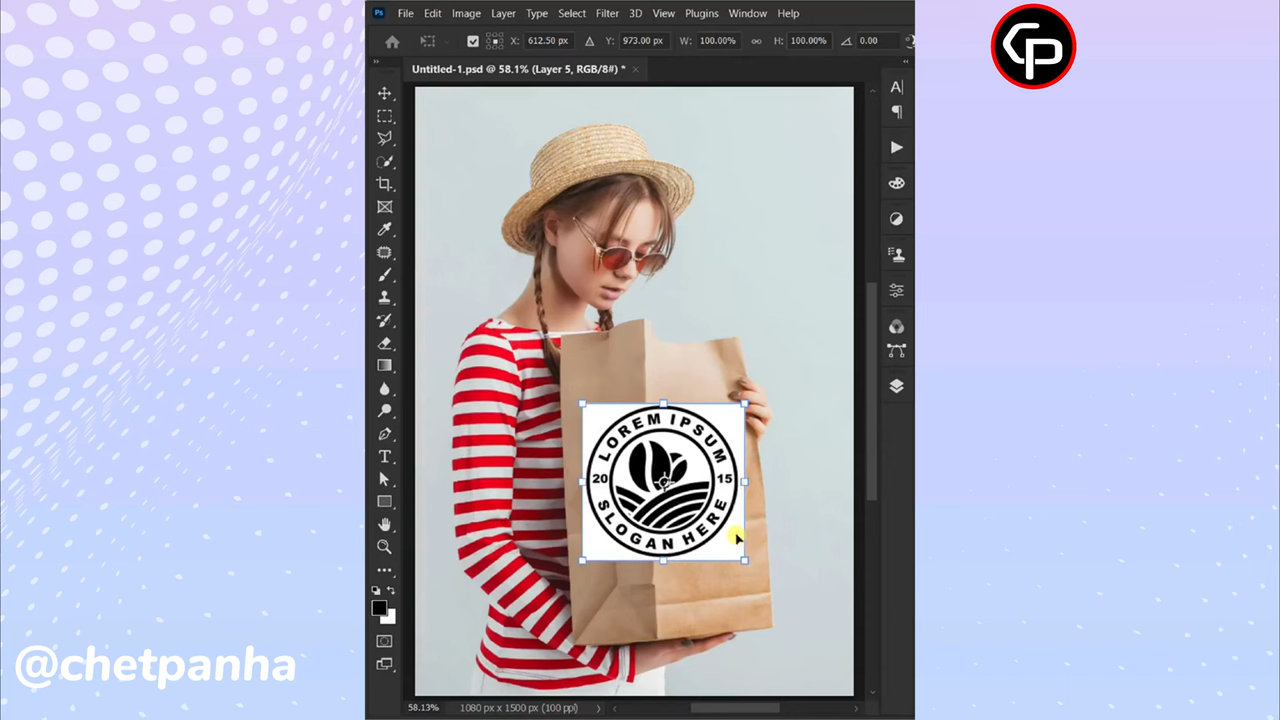 Ps File Edit Image Layer Type Select Filter 3D View Plugins Window Help
X: 612.50 px Y: 973.00 px W: 100.00% H: 100.00% 0.00
Untitled-1.psd @ 58.1% (Layer 5, RGB/8#) * ×
CP
LOREM IPSUM
20 15
SLOGAN HERE
@chetpanha
58.13% 1080 px x 1500 px (100 ppi)